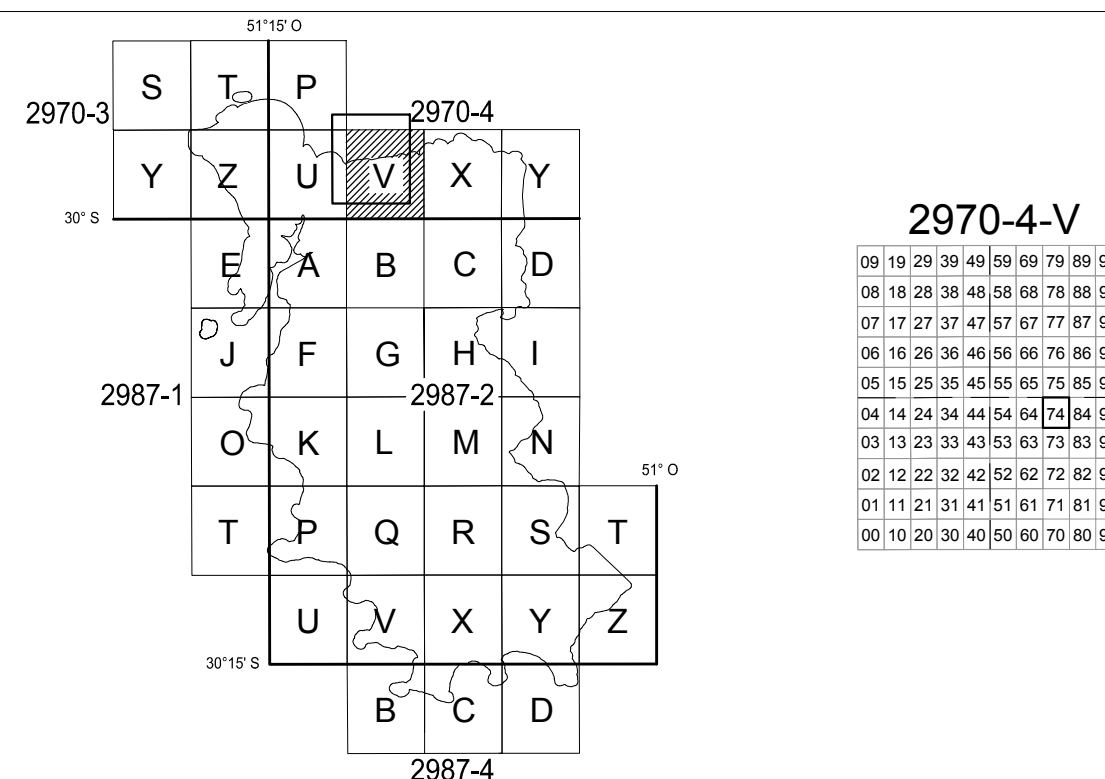 51°15' O
S T P
2970-3
2970-4
Y Z U V X Y
30° S
E A B C D
J F G H I
2987-1
2987-2
O K L M N
51° O
T P Q R S T
U V X Y Z
30°15' S
B C D
2987-4
2970-4-V
09 19 29 39 49 59 69 79 89
08 18 28 38 48 58 68 78 88
07 17 27 37 47 57 67 77 87
06 16 26 36 46 56 66 76 86
05 15 25 35 45 55 65 75 85
04 14 24 34 44 54 64 74 84
03 13 23 33 43 53 63 73 83
02 12 22 32 42 52 62 72 82
01 11 21 31 41 51 61 71 81
00 10 20 30 40 50 60 70 80